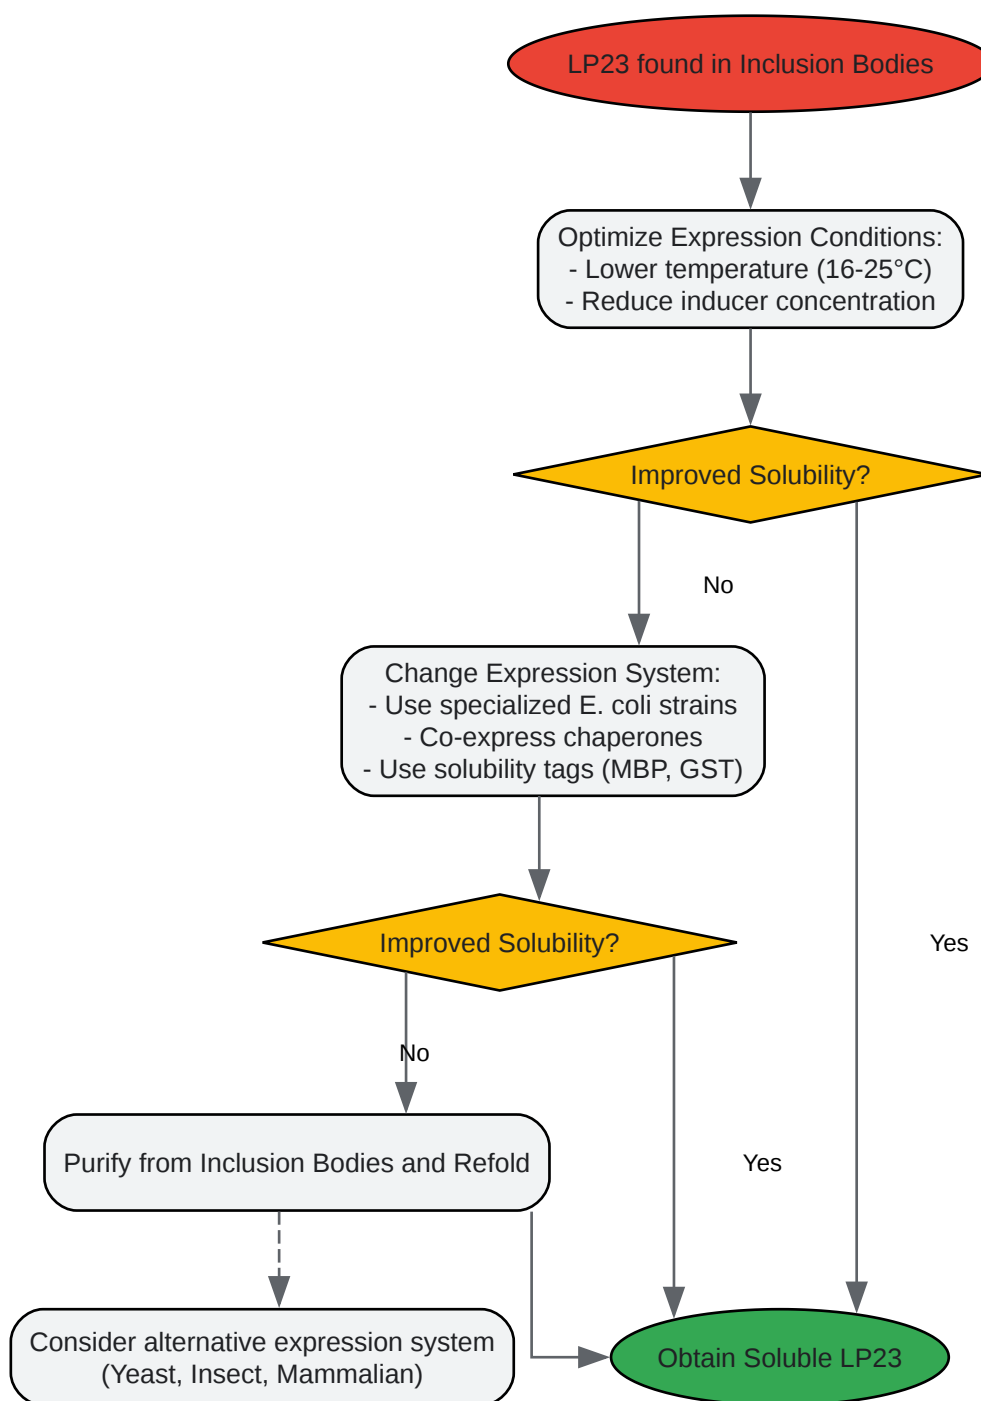 LP23 found in Inclusion Bodies
Optimize Expression Conditions:
- Lower temperature (16-25°C)
- Reduce inducer concentration
Improved Solubility?
No
Change Expression System:
- Use specialized E. coli strains
- Co-express chaperones
- Use solubility tags (MBP, GST)
Improved Solubility?
Yes
No
Purify from Inclusion Bodies and Refold
Yes
Consider alternative expression system
(Yeast, Insect, Mammalian)
Obtain Soluble LP23